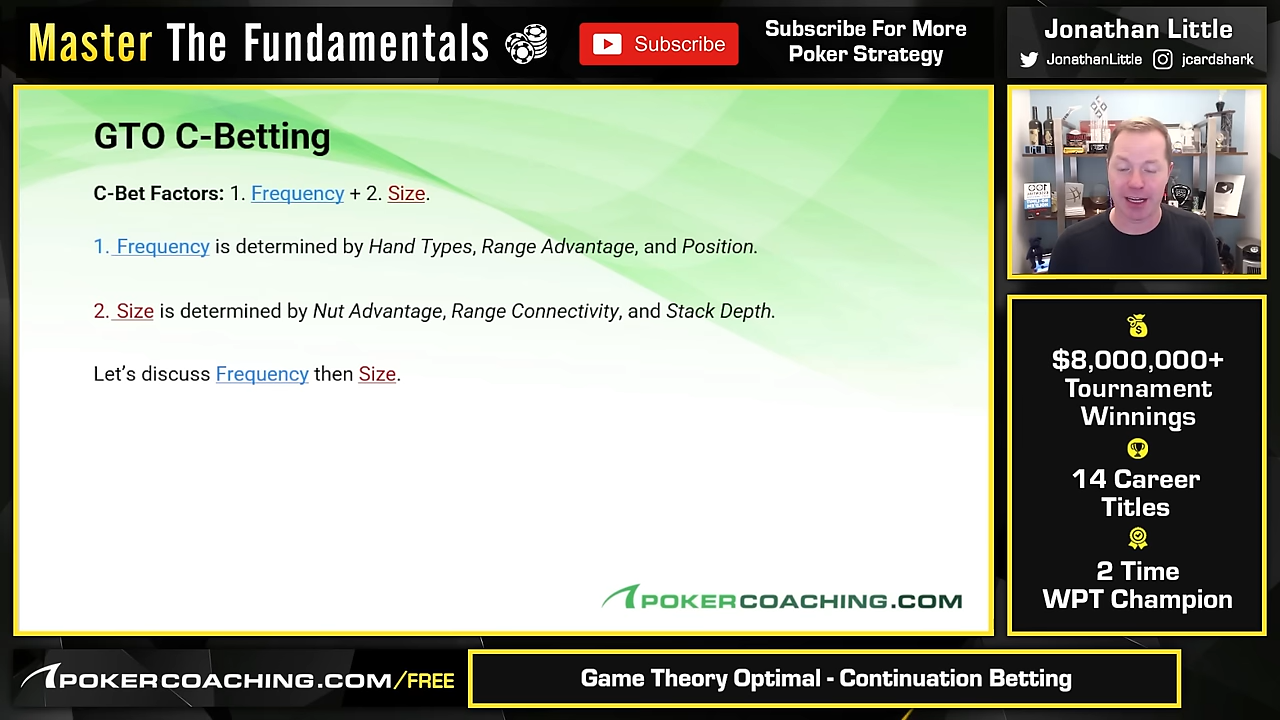 Master The Fundamentals
Subscribe
Subscribe For More
Poker Strategy
Jonathan Little
JonathanLittle jcardshark
GTO C-Betting
C-Bet Factors: 1. Frequency + 2. Size.
1. Frequency is determined by Hand Types, Range Advantage, and Position.
2. Size is determined by Nut Advantage, Range Connectivity, and Stack Depth.
Let’s discuss Frequency then Size.
POKERCOACHING.COM
$8,000,000+
Tournament
Winnings
14 Career
Titles
2 Time
WPT Champion
POKERCOACHING.COM/FREE
Game Theory Optimal - Continuation Betting